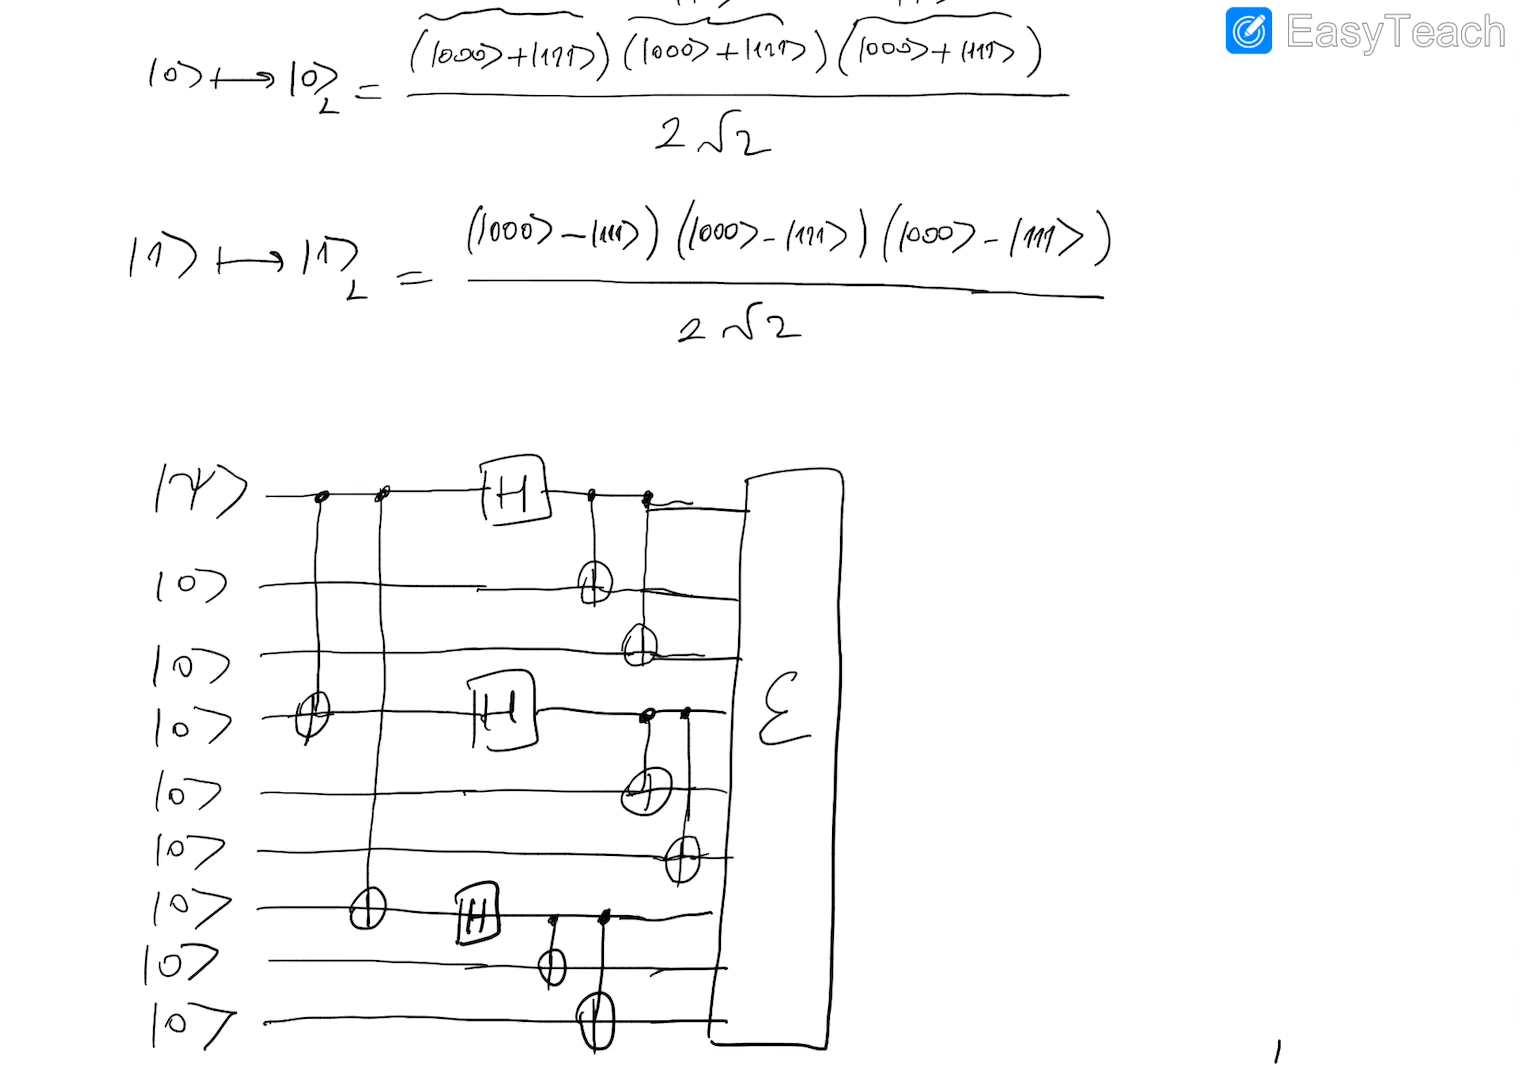 EasyTeach
|0⟩ ↦ |0⟩_L = (|000⟩+|111⟩)(|000⟩+|111⟩)(|000⟩+|111⟩)
2√2
|1⟩ ↦ |1⟩_L = (|000⟩-|111⟩)(|000⟩-|111⟩)(|000⟩-|111⟩)
2√2
|ψ⟩ H
|0⟩
|0⟩
|0⟩ H ℰ
|0⟩
|0⟩
|0⟩ H
|0⟩
|0⟩